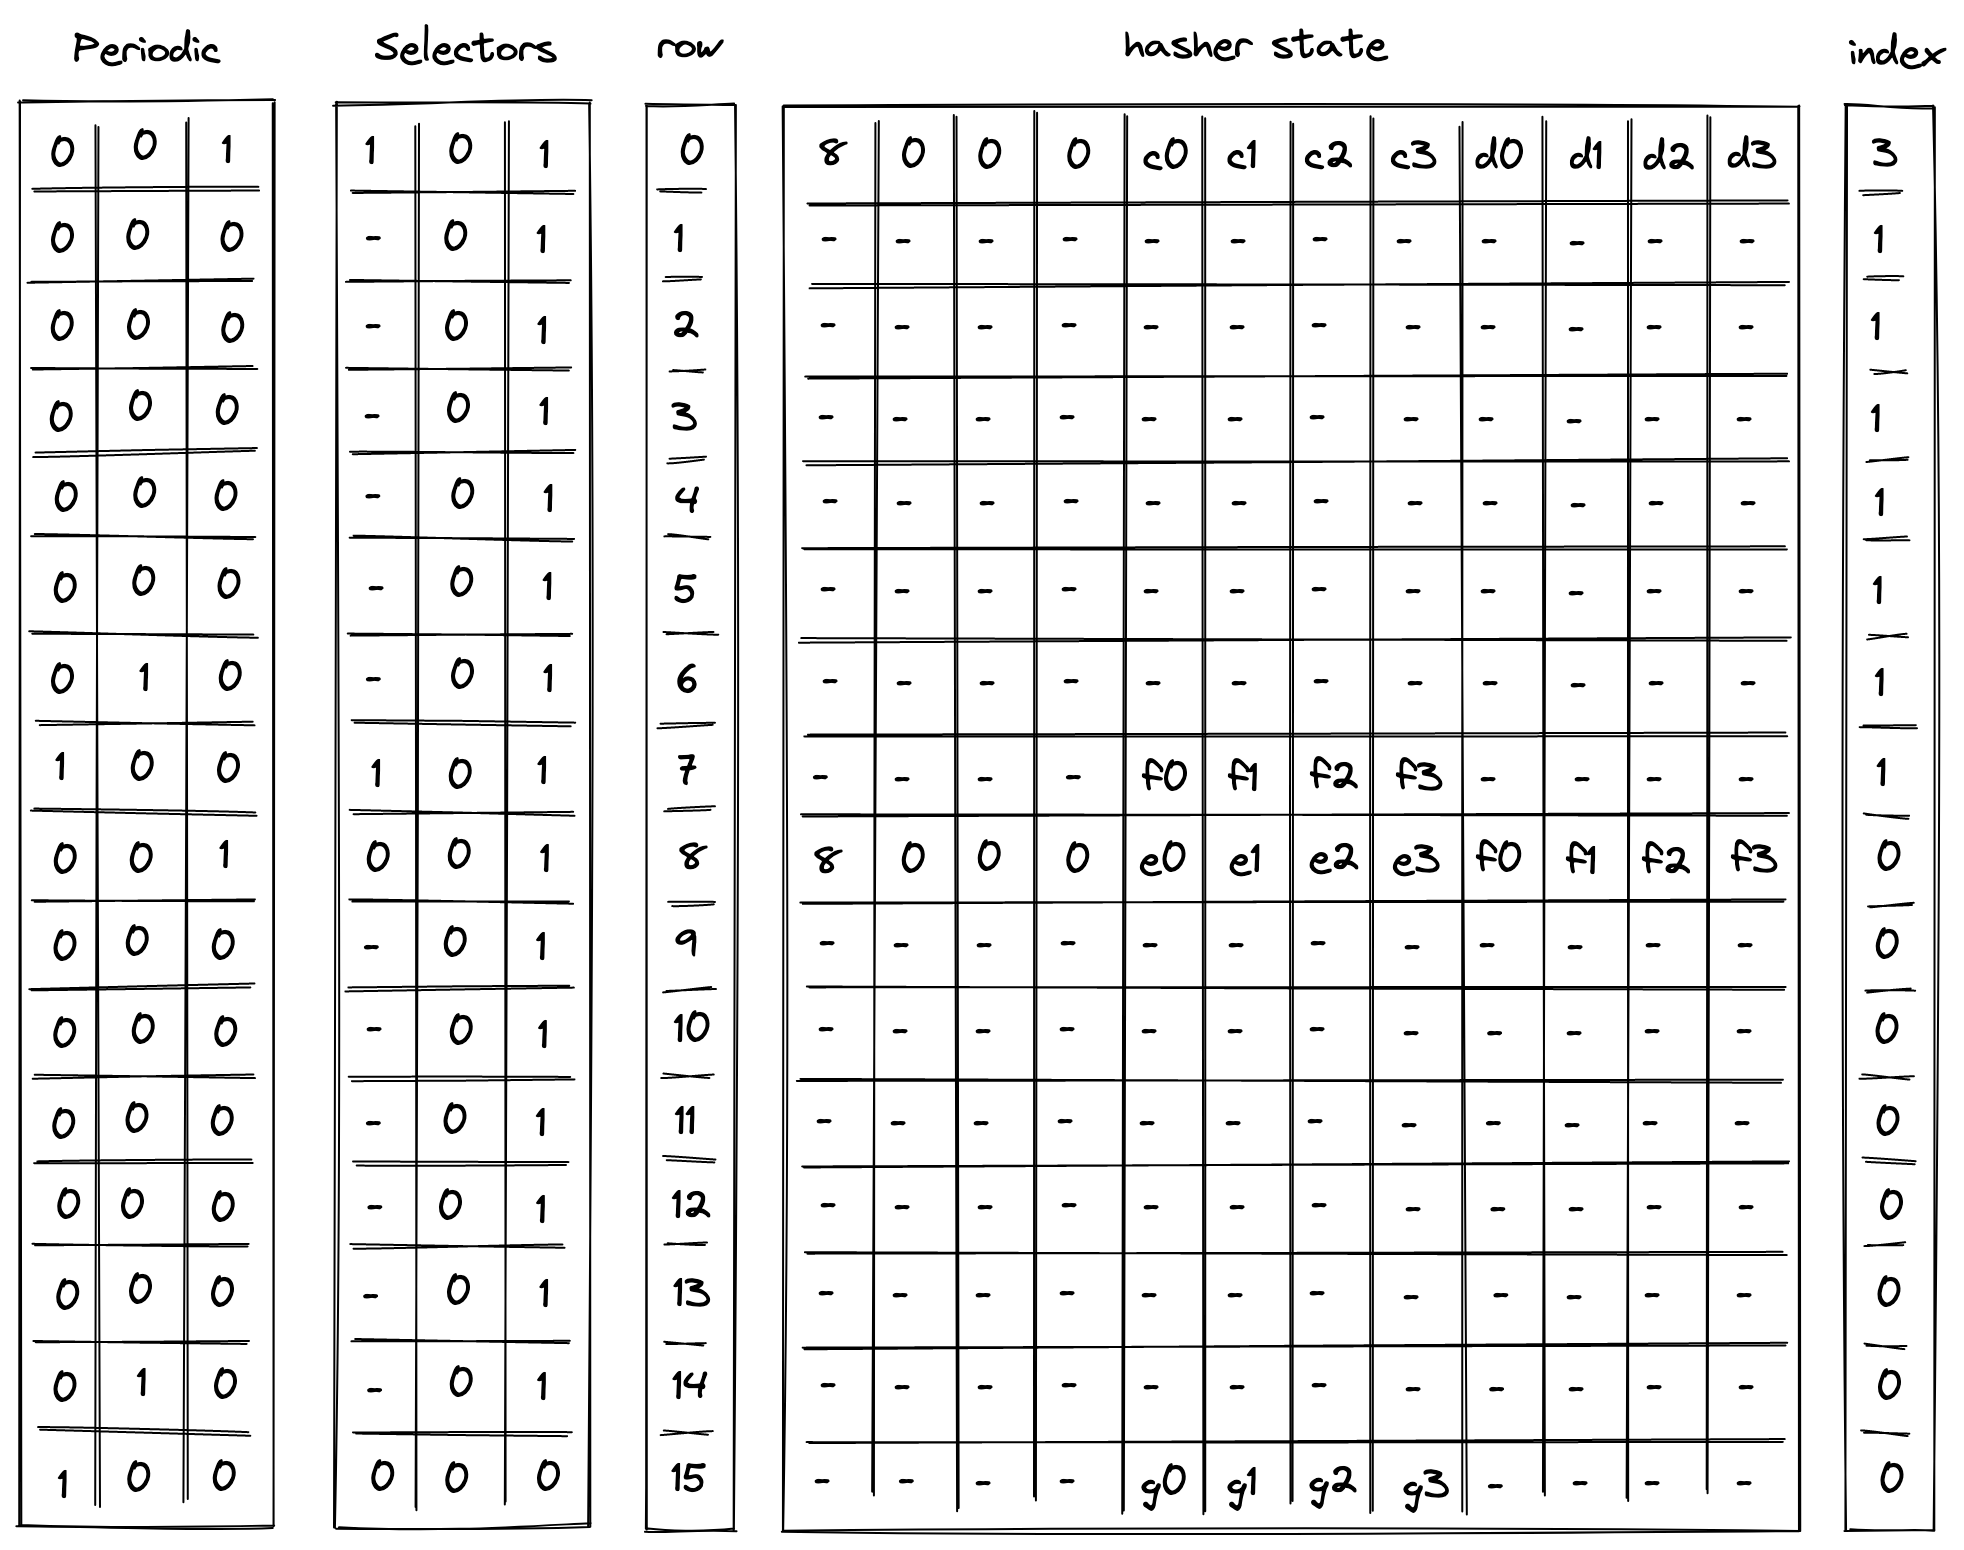 Periodic Selectors row hasher state index
0 0 1 1 0 1 0 8 0 0 0 c0 c1 c2 c3 d0 d1 d2 d3 3
0 0 0 - 0 1 1 - - - - - - - - - - - - 1
0 0 0 - 0 1 2 - - - - - - - - - - - - 1
0 0 0 - 0 1 3 - - - - - - - - - - - - 1
0 0 0 - 0 1 4 - - - - - - - - - - - - 1
0 0 0 - 0 1 5 - - - - - - - - - - - - 1
0 1 0 - 0 1 6 - - - - - - - - - - - - 1
1 0 0 1 0 1 7 - - - - f0 f1 f2 f3 - - - - 1
0 0 1 0 0 1 8 8 0 0 0 e0 e1 e2 e3 f0 f1 f2 f3 0
0 0 0 - 0 1 9 - - - - - - - - - - - - 0
0 0 0 - 0 1 10 - - - - - - - - - - - - 0
0 0 0 - 0 1 11 - - - - - - - - - - - - 0
0 0 0 - 0 1 12 - - - - - - - - - - - - 0
0 0 0 - 0 1 13 - - - - - - - - - - - - 0
0 1 0 - 0 1 14 - - - - - - - - - - - - 0
1 0 0 0 0 0 15 - - - - g0 g1 g2 g3 - - - - 0